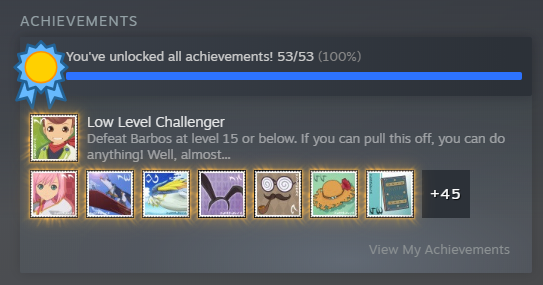 ACHIEVEMENTS
You've unlocked all achievements! 53/53 (100%)
Low Level Challenger
Defeat Barbos at level 15 or below. If you can pull this off, you can do
anything! Well, almost...
+45
View My Achievements